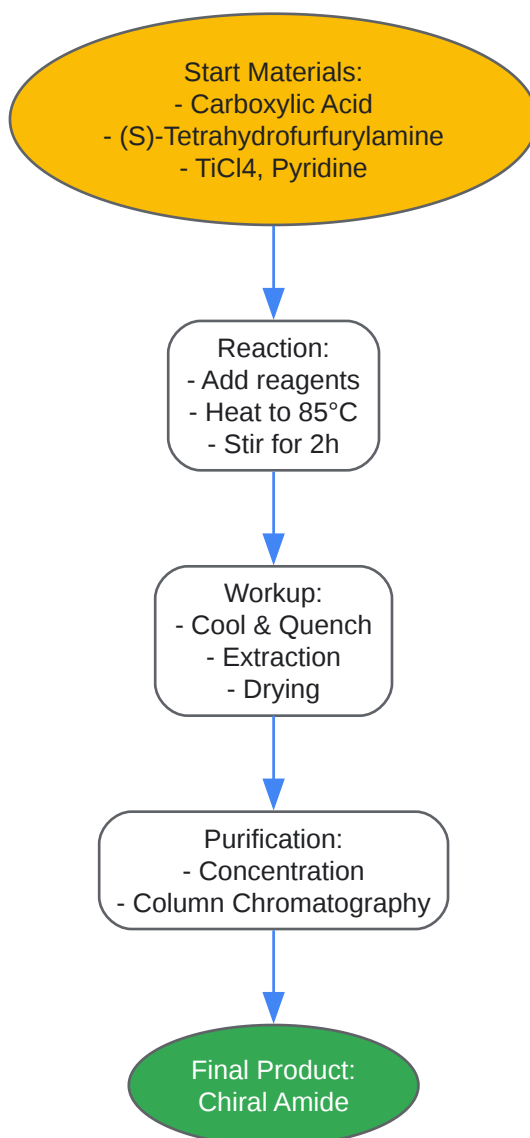 Start Materials:
- Carboxylic Acid
- (S)-Tetrahydrofurfurylamine
- TiCl4, Pyridine
Reaction:
- Add reagents
- Heat to 85°C
- Stir for 2h
Workup:
- Cool & Quench
- Extraction
- Drying
Purification:
- Concentration
- Column Chromatography
Final Product:
Chiral Amide